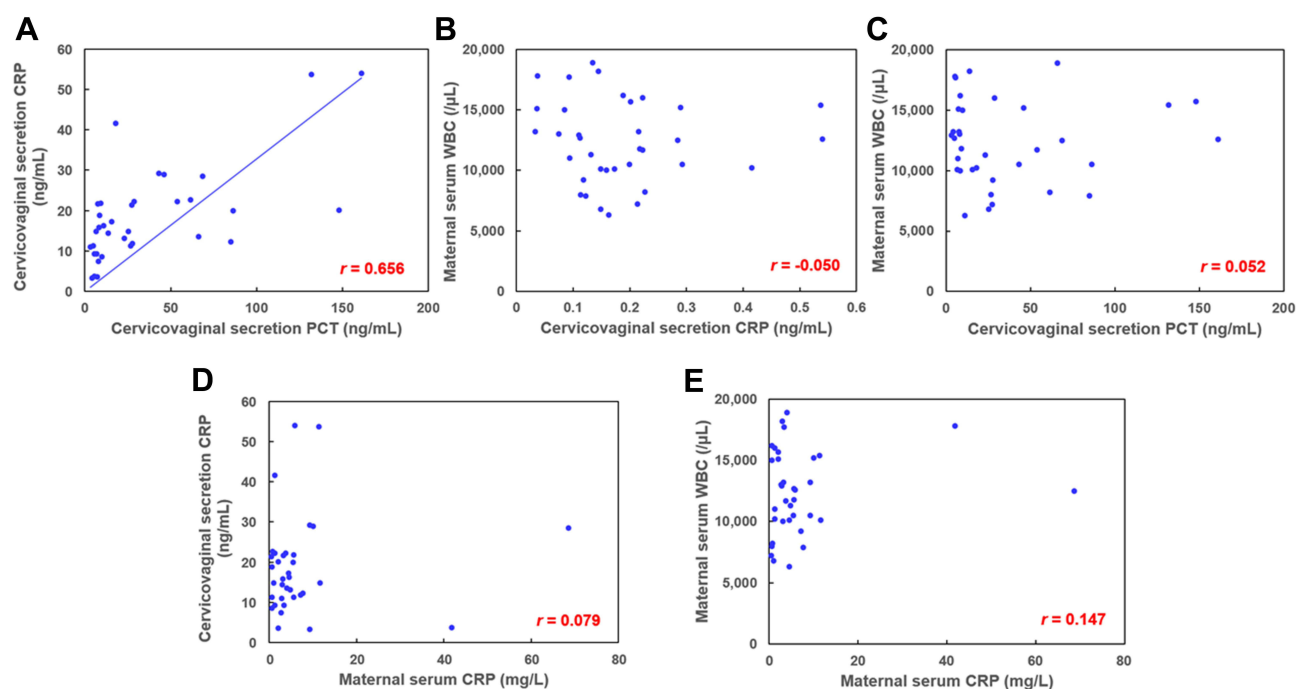 A
Cervicovaginal secretion CRP
(ng/mL)
60
50
40
30
20
10
0
0 50 100 150 200
Cervicovaginal secretion PCT (ng/mL)
r = 0.656
B
Maternal serum WBC (/µL)
20,000
15,000
10,000
5,000
0
0 0.1 0.2 0.3 0.4 0.5 0.6
Cervicovaginal secretion CRP (ng/mL)
r = -0.050
C
Maternal serum WBC (/µL)
20,000
15,000
10,000
5,000
0
0 50 100 150 200
Cervicovaginal secretion PCT (ng/mL)
r = 0.052
D
Cervicovaginal secretion CRP
(ng/mL)
60
50
40
30
20
10
0
0 20 40 60 80
Maternal serum CRP (mg/L)
r = 0.079
E
Maternal serum WBC (/µL)
20,000
15,000
10,000
5,000
0
0 20 40 60 80
Maternal serum CRP (mg/L)
r = 0.147